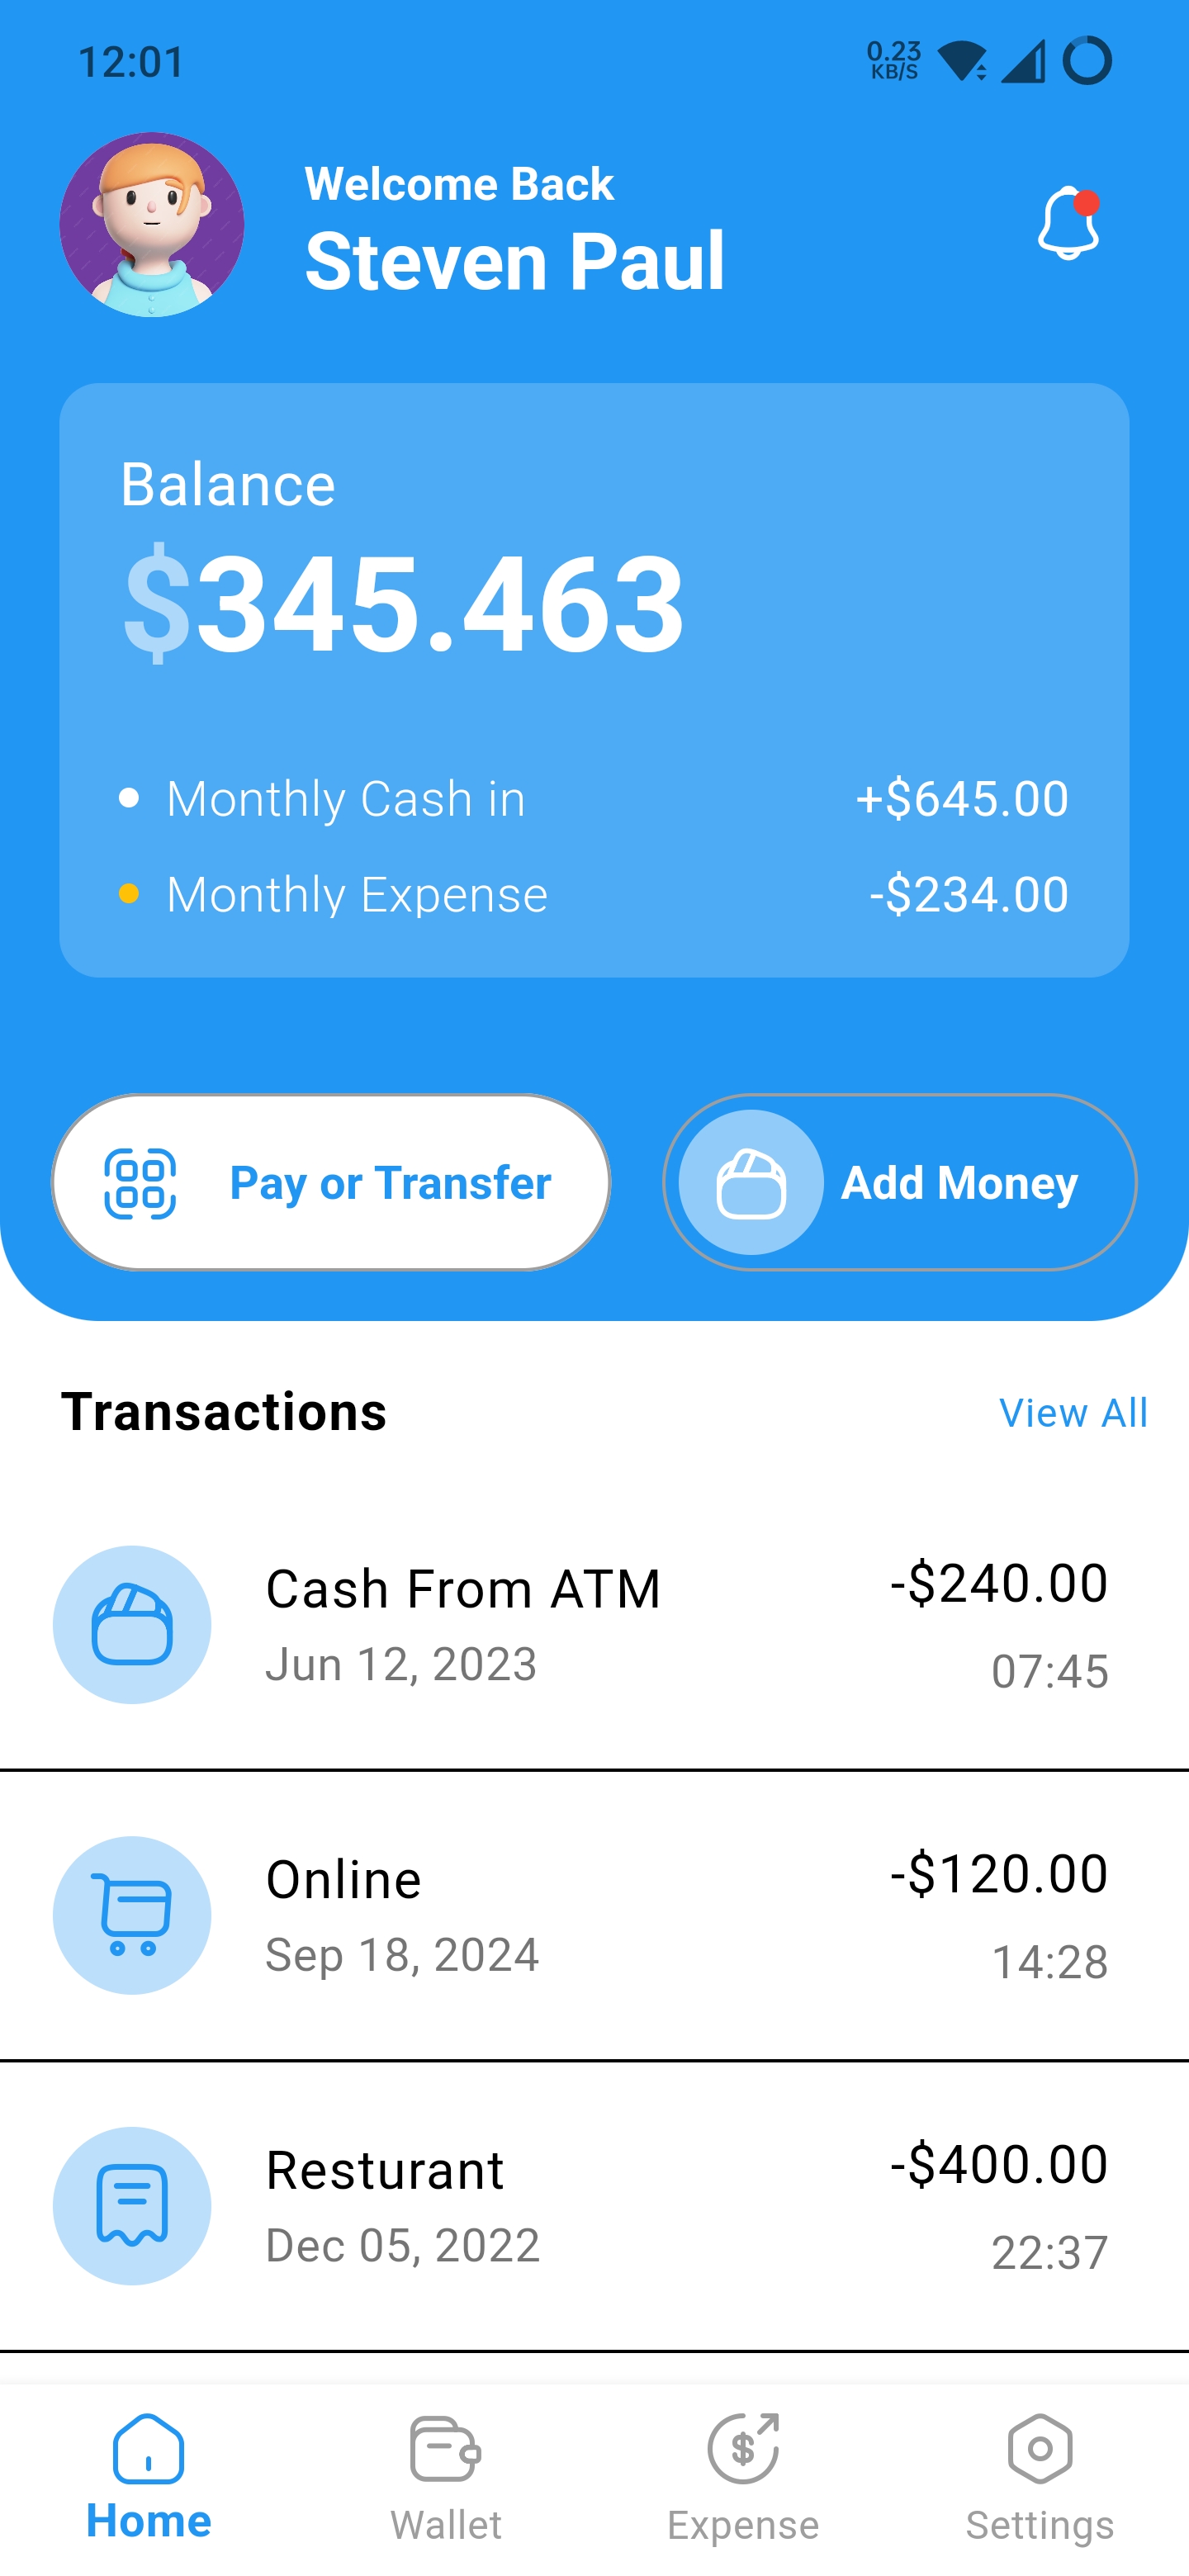 12:01
0.23
KB/S
Welcome Back
Steven Paul
Balance
$345.463
Monthly Cash in +$645.00
Monthly Expense -$234.00
Pay or Transfer
Add Money
Transactions
View All
Cash From ATM -$240.00
Jun 12, 2023 07:45
Online -$120.00
Sep 18, 2024 14:28
Resturant -$400.00
Dec 05, 2022 22:37
Home
Wallet
Expense
Settings